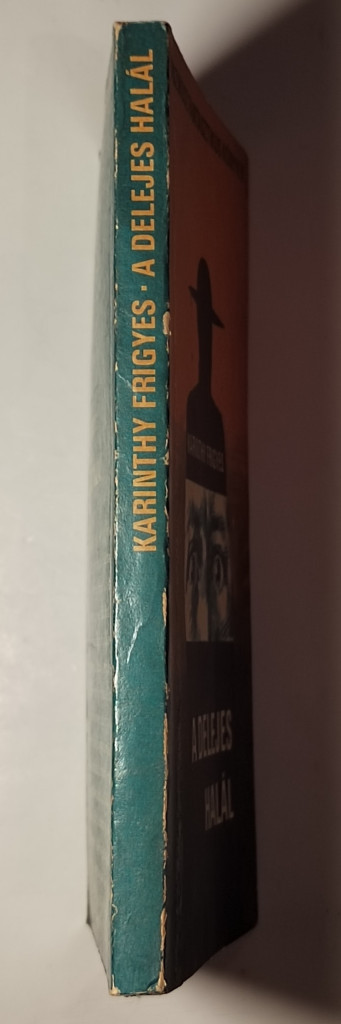 KARINTHY FRIGYES · A DELEJES HALÁL
KARINTHY FRIGYES
A DELEJES
HALÁL